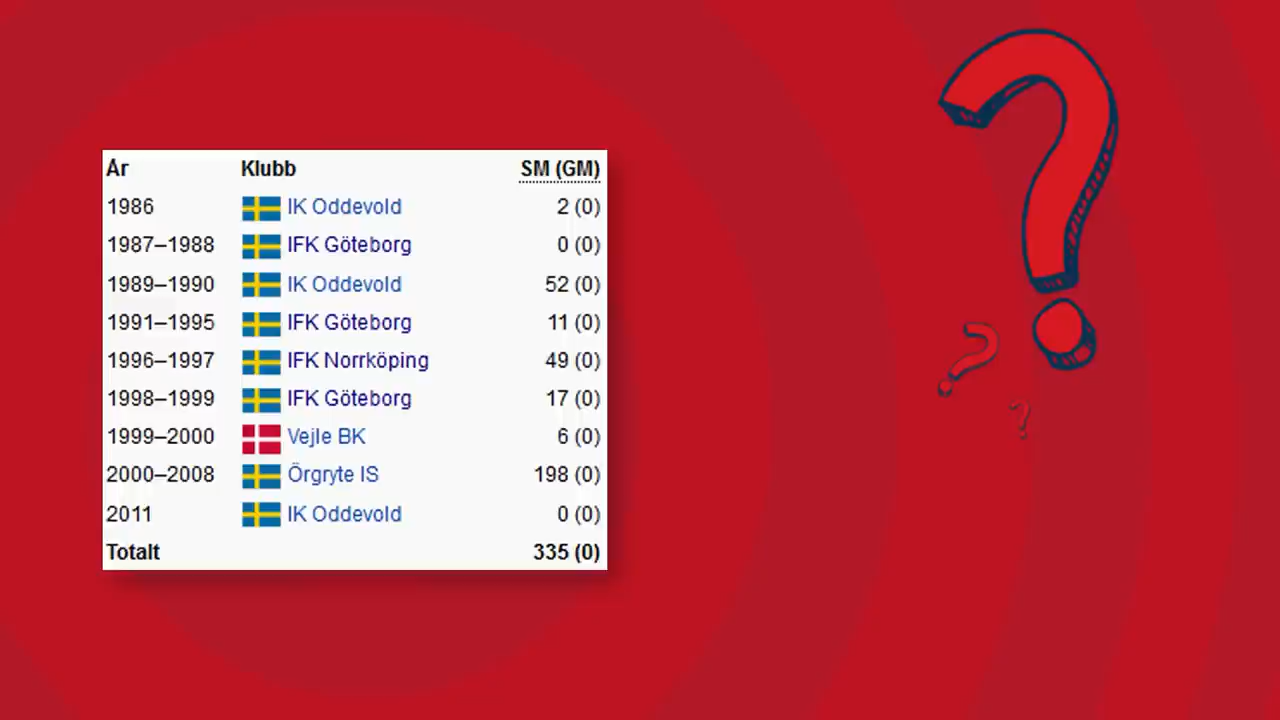 År Klubb SM (GM)
1986 IK Oddevold 2 (0)
1987–1988 IFK Göteborg 0 (0)
1989–1990 IK Oddevold 52 (0)
1991–1995 IFK Göteborg 11 (0)
1996–1997 IFK Norrköping 49 (0)
1998–1999 IFK Göteborg 17 (0)
1999–2000 Vejle BK 6 (0)
2000–2008 Örgryte IS 198 (0)
2011 IK Oddevold 0 (0)
Totalt 335 (0)